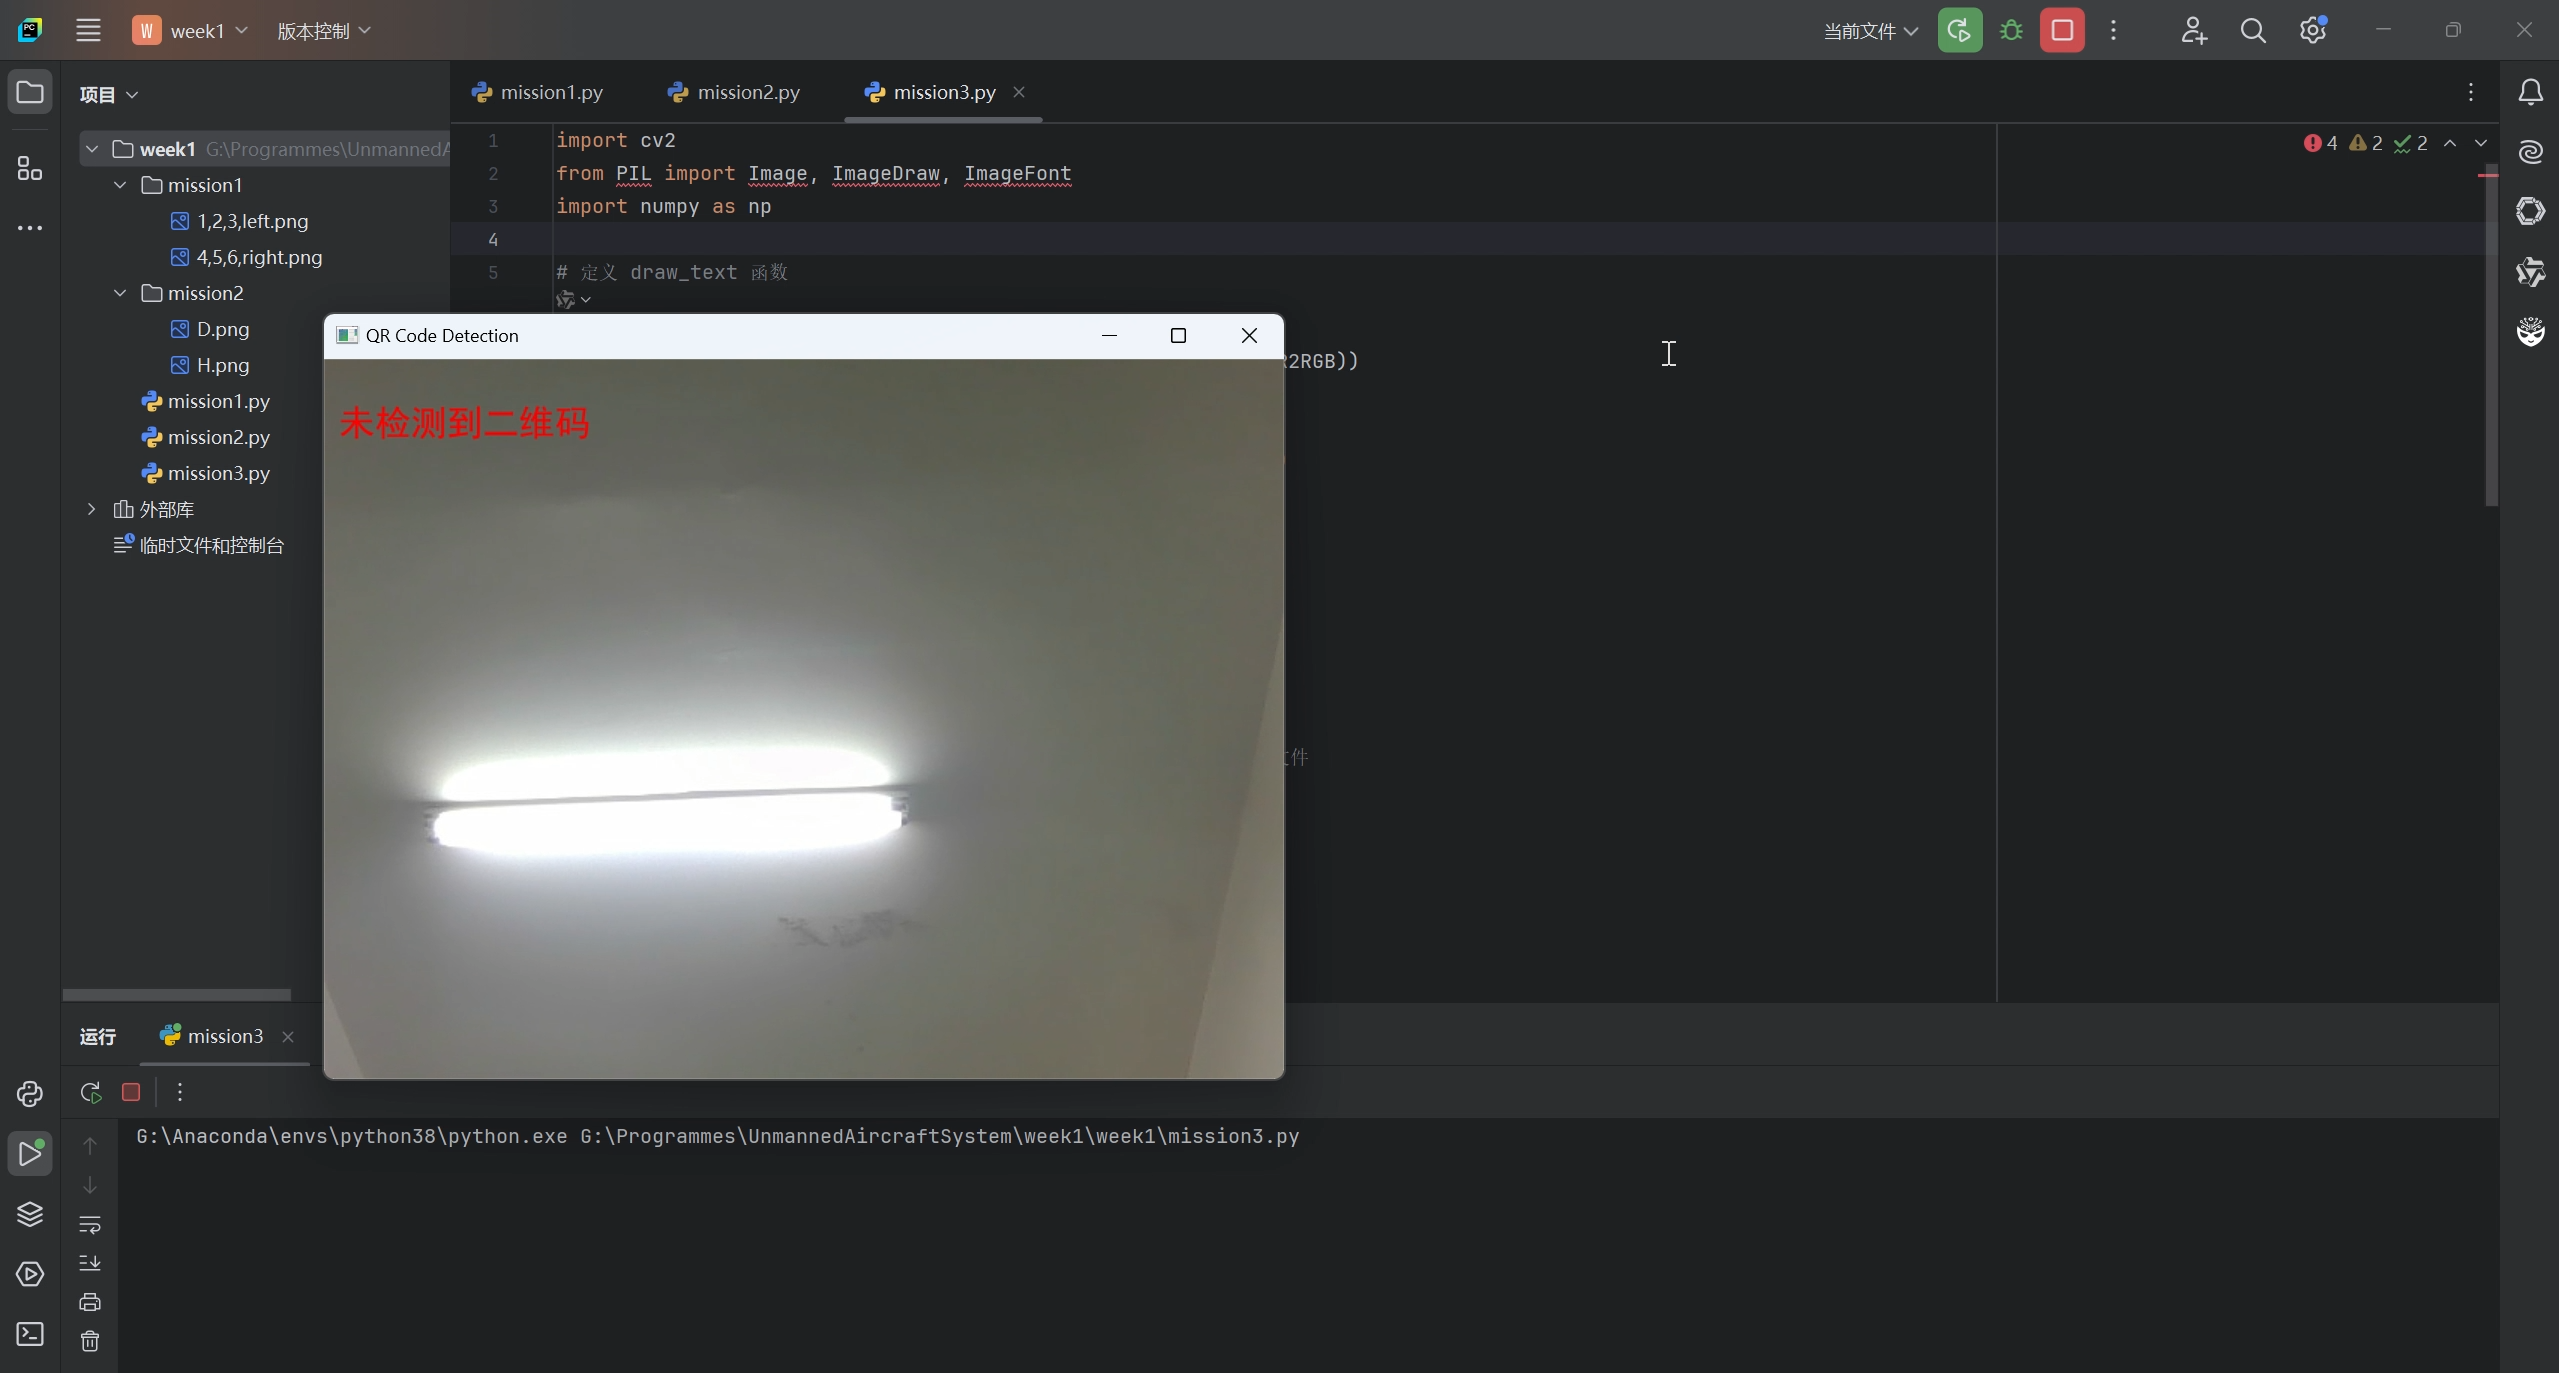 PC
W week1 版本控制
当前文件
项目
mission1.py mission2.py mission3.py
week1 G:\Programmes\UnmannedA
mission1
1,2,3,left.png
4,5,6,right.png
mission2
D.png
H.png
mission1.py
mission2.py
mission3.py
外部库
临时文件和控制台
1 import cv2
2 from PIL import Image, ImageDraw, ImageFont
3 import numpy as np
4
5 # 定义 draw_text 函数
4 2 2
QR Code Detection
未检测到二维码
2RGB))
件
运行 mission3
G:\Anaconda\envs\python38\python.exe G:\Programmes\UnmannedAircraftSystem\week1\week1\mission3.py